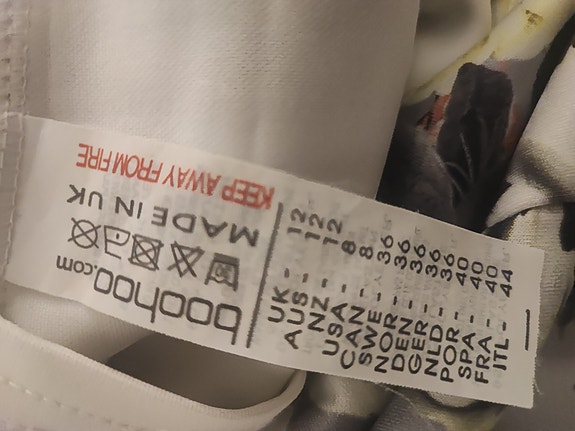 boohoo.com
MADE IN UK
KEEP AWAY FROM FIRE
UK - 12
AUS - 12
NZ - 12
USA - 8
CAN - 8
SWE - 36
NOR - 36
DEN - 36
GER - 36
NLD - 36
POR - 40
SPA - 40
FRA - 40
ITL - 44